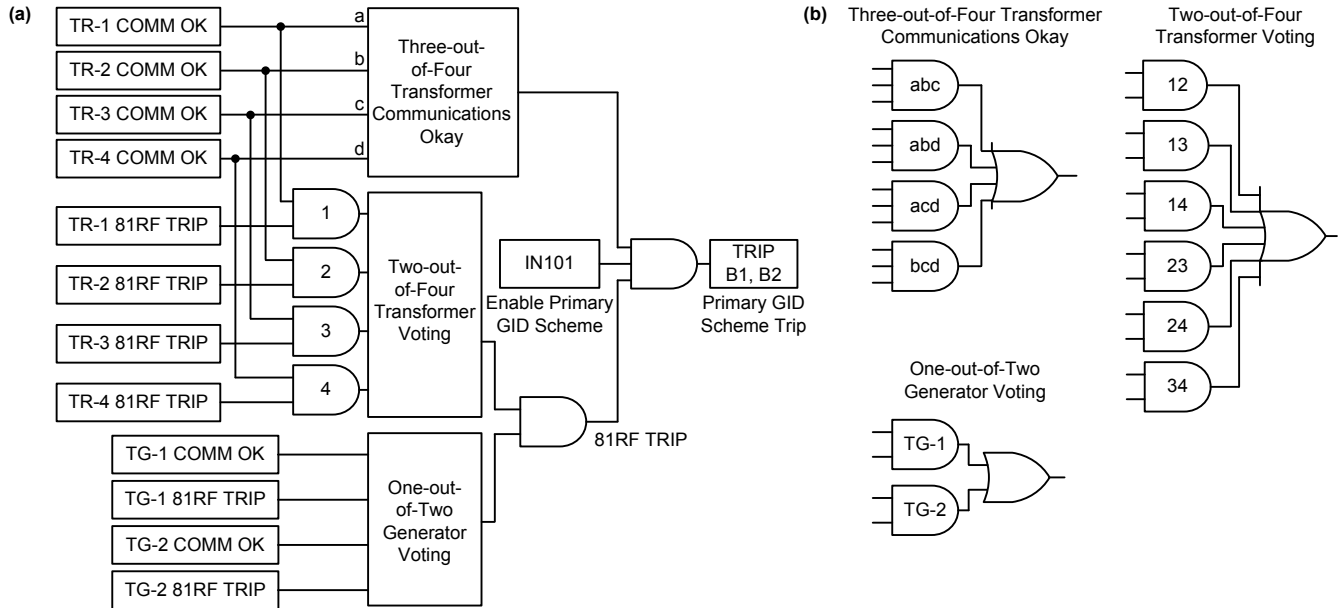 (a)
TR-1 COMM OK
TR-2 COMM OK
TR-3 COMM OK
TR-4 COMM OK
a
b
c
d
Three-out-
of-Four
Transformer
Communications
Okay
TR-1 81RF TRIP
TR-2 81RF TRIP
TR-3 81RF TRIP
TR-4 81RF TRIP
1
2
3
4
Two-out-
of-Four
Transformer
Voting
TG-1 COMM OK
TG-1 81RF TRIP
TG-2 COMM OK
TG-2 81RF TRIP
One-out-
of-Two
Generator
Voting
81RF TRIP
IN101
Enable Primary
GID Scheme
TRIP
B1, B2
Primary GID
Scheme Trip
(b)
Three-out-of-Four Transformer
Communications Okay
abc
abd
acd
bcd
Two-out-of-Four
Transformer Voting
12
13
14
23
24
34
One-out-of-Two
Generator Voting
TG-1
TG-2